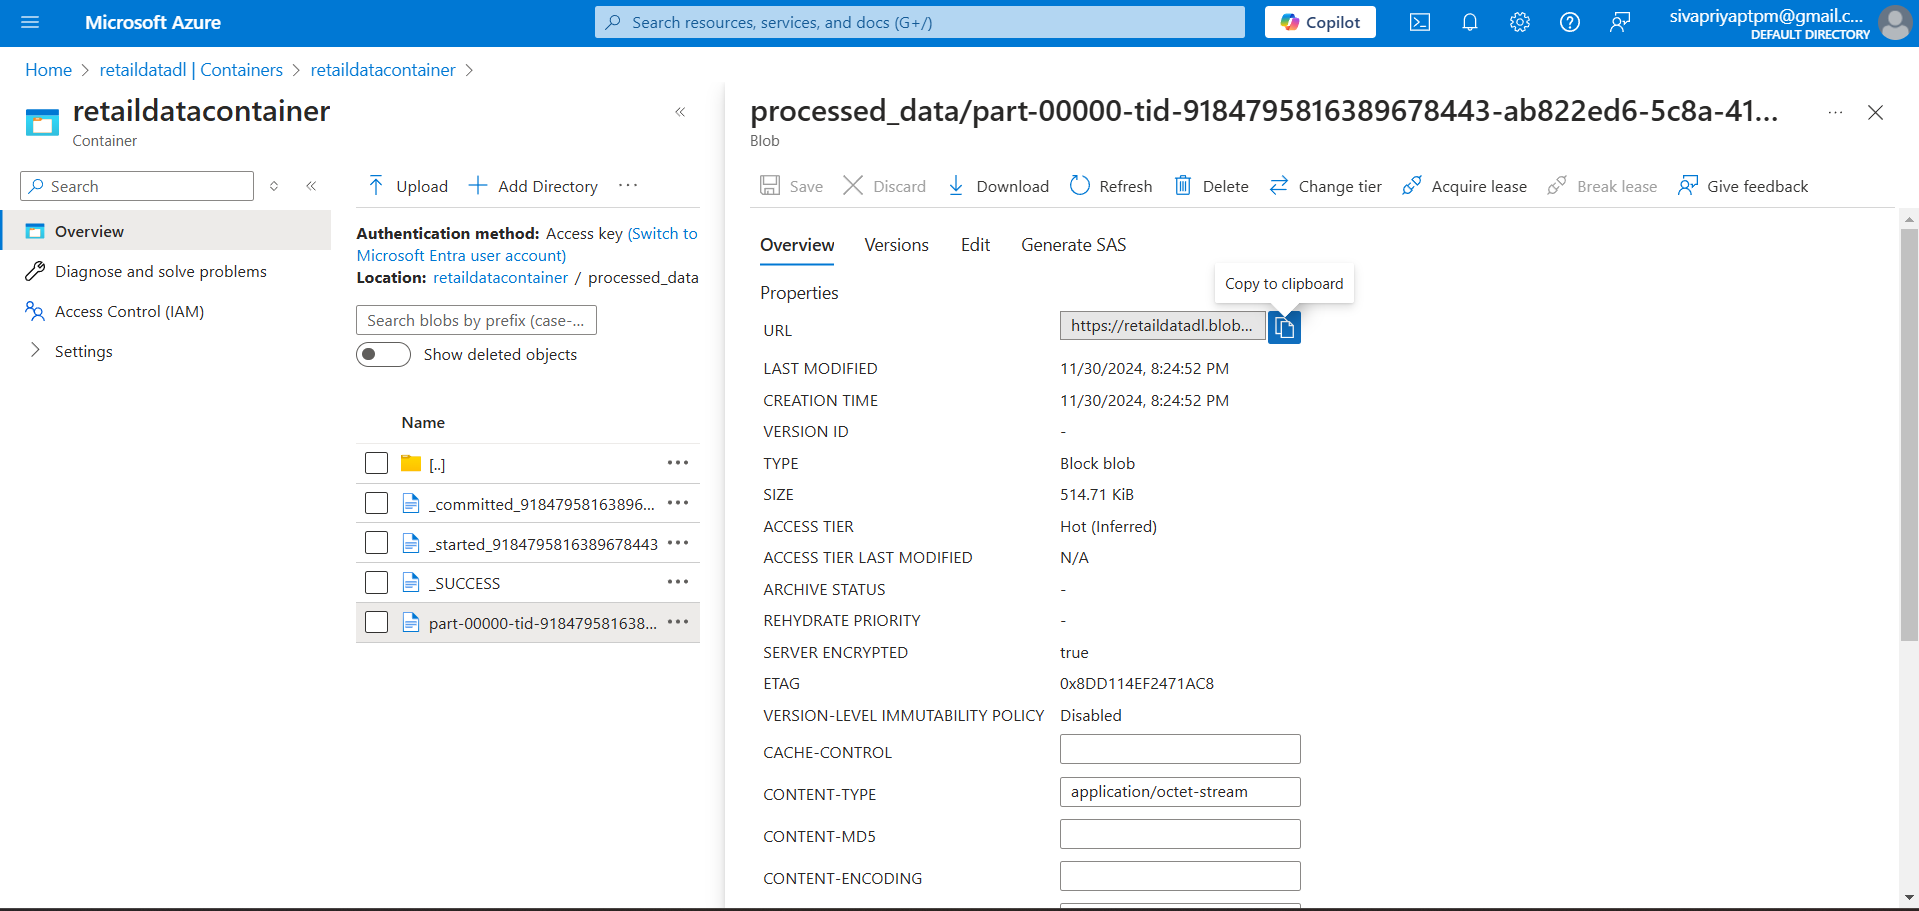 Microsoft Azure
Search resources, services, and docs (G+/)
Copilot
sivapriyaptpm@gmail.c...
DEFAULT DIRECTORY
Home > retaildatadl | Containers > retaildatacontainer >
retaildatacontainer
Container
Search
Overview
Diagnose and solve problems
Access Control (IAM)
Settings
Upload
Add Directory
...
Authentication method: Access key (Switch to
Microsoft Entra user account)
Location: retaildatacontainer / processed_data
Search blobs by prefix (case-...
Show deleted objects
Name
[..]
_committed_91847958163896...
_started_9184795816389678443
_SUCCESS
part-00000-tid-918479581638...
processed_data/part-00000-tid-9184795816389678443-ab822ed6-5c8a-41...
Blob
Save
Discard
Download
Refresh
Delete
Change tier
Acquire lease
Break lease
Give feedback
Overview
Versions
Edit
Generate SAS
Copy to clipboard
Properties
URL https://retaildatadl.blob...
LAST MODIFIED 11/30/2024, 8:24:52 PM
CREATION TIME 11/30/2024, 8:24:52 PM
VERSION ID -
TYPE Block blob
SIZE 514.71 KiB
ACCESS TIER Hot (Inferred)
ACCESS TIER LAST MODIFIED N/A
ARCHIVE STATUS -
REHYDRATE PRIORITY -
SERVER ENCRYPTED true
ETAG 0x8DD114EF2471AC8
VERSION-LEVEL IMMUTABILITY POLICY Disabled
CACHE-CONTROL
CONTENT-TYPE application/octet-stream
CONTENT-MD5
CONTENT-ENCODING